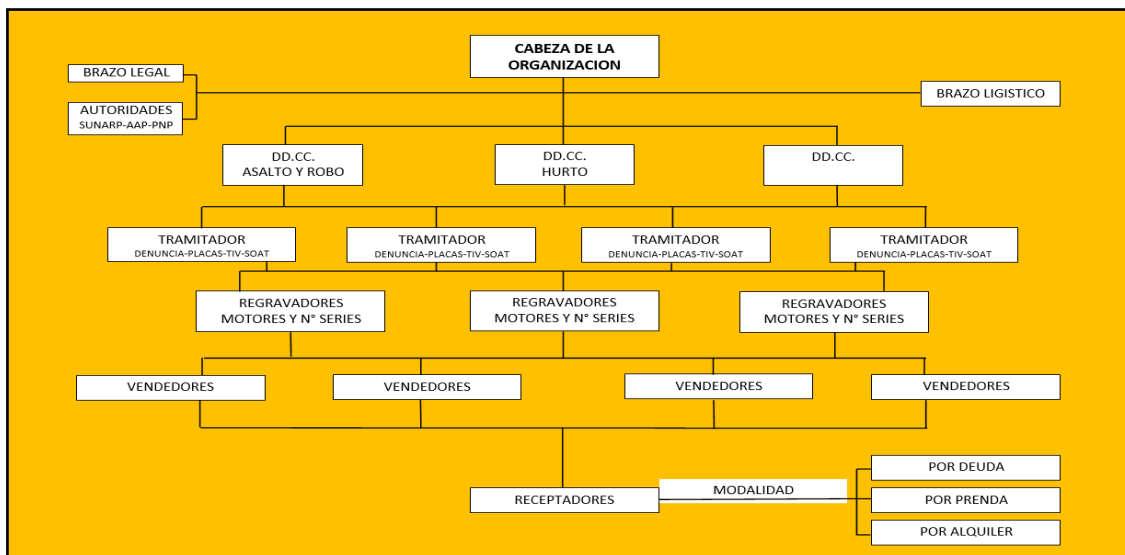 CABEZA DE LA
ORGANIZACION
BRAZO LEGAL
AUTORIDADES
SUNARP-AAP-PNP
BRAZO LIGISTICO
DD.CC.
ASALTO Y ROBO
DD.CC.
HURTO
DD.CC.
TRAMITADOR
DENUNCIA-PLACAS-TIV-SOAT
TRAMITADOR
DENUNCIA-PLACAS-TIV-SOAT
TRAMITADOR
DENUNCIA-PLACAS-TIV-SOAT
TRAMITADOR
DENUNCIA-PLACAS-TIV-SOAT
REGRAVADORES
MOTORES Y N° SERIES
REGRAVADORES
MOTORES Y N° SERIES
REGRAVADORES
MOTORES Y N° SERIES
VENDEDORES
VENDEDORES
VENDEDORES
VENDEDORES
RECEPTADORES
MODALIDAD
POR DEUDA
POR PRENDA
POR ALQUILER